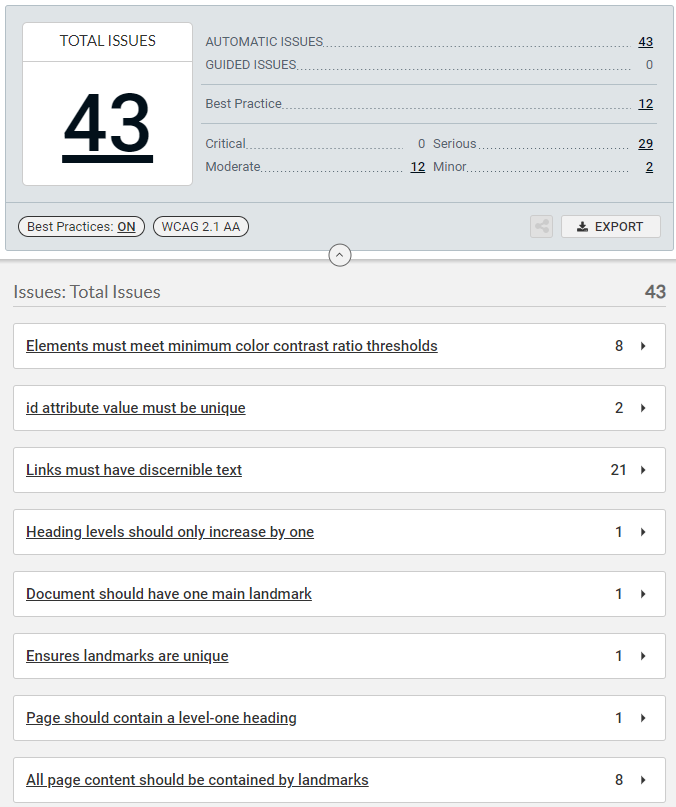 TOTAL ISSUES
43
AUTOMATIC ISSUES 43
GUIDED ISSUES 0
Best Practice 12
Critical 0 Serious 29
Moderate 12 Minor 2
Best Practices: ON WCAG 2.1 AA EXPORT
Issues: Total Issues 43
Elements must meet minimum color contrast ratio thresholds 8
id attribute value must be unique 2
Links must have discernible text 21
Heading levels should only increase by one 1
Document should have one main landmark 1
Ensures landmarks are unique 1
Page should contain a level-one heading 1
All page content should be contained by landmarks 8